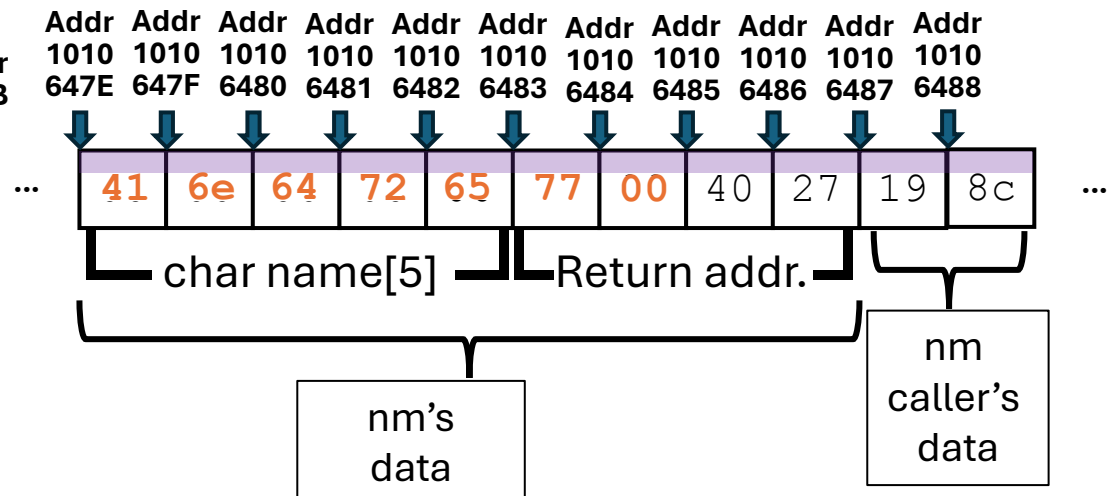 Addr Addr Addr Addr Addr Addr Addr Addr Addr Addr Addr
1010 1010 1010 1010 1010 1010 1010 1010 1010 1010 1010
647E 647F 6480 6481 6482 6483 6484 6485 6486 6487 6488
... 41 6e 64 72 65 77 00 40 27 19 8c ...
char name[5] Return addr.
nm
caller's
data
nm's
data